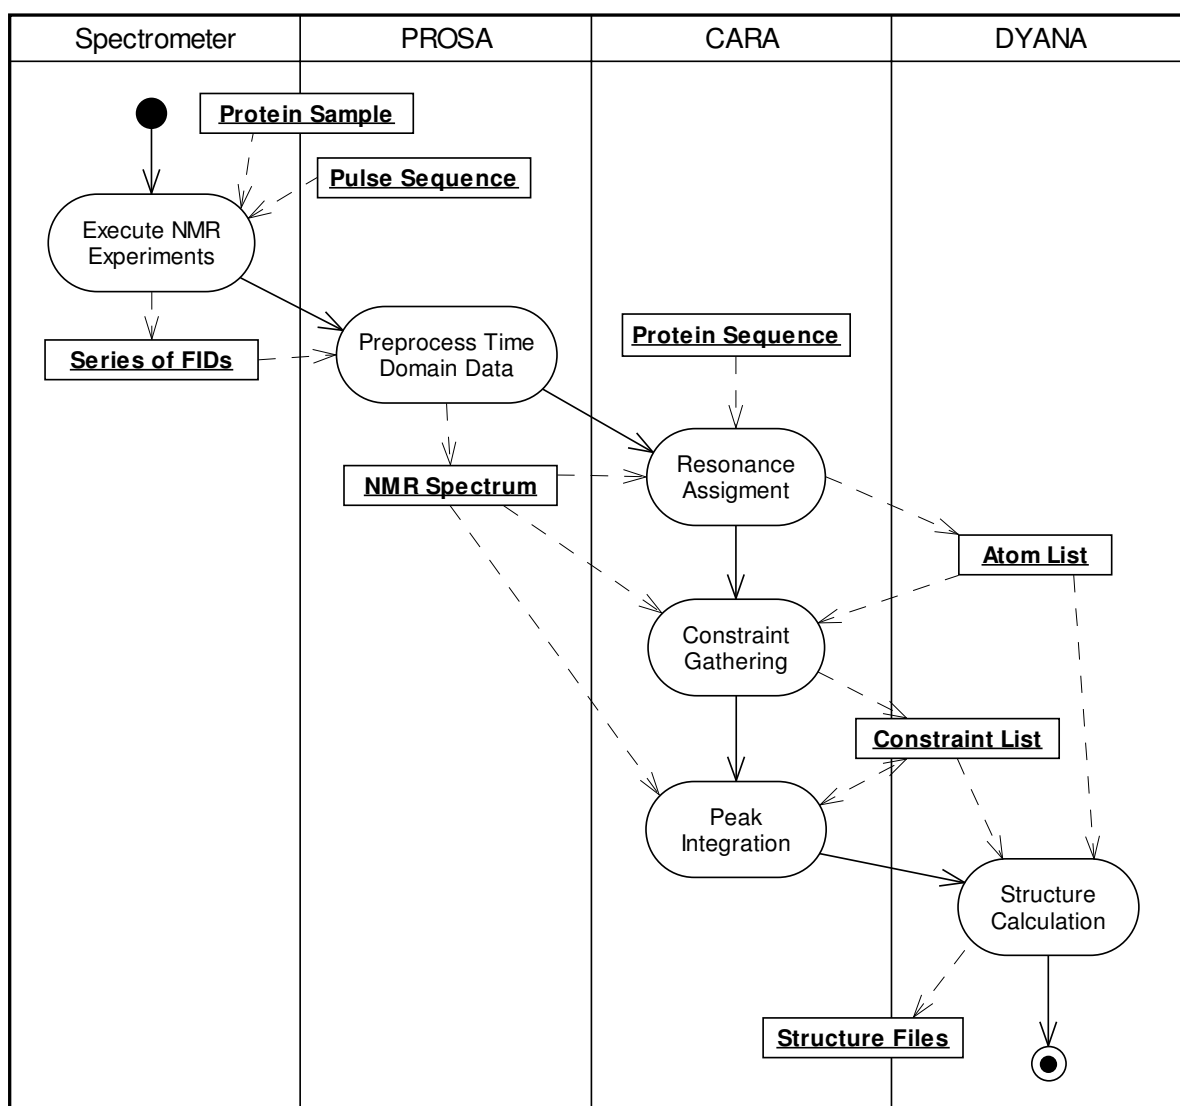 Spectrometer
PROSA
CARA
DYANA
Protein Sample
Pulse Sequence
Execute NMR
Experiments
Series of FIDs
Preprocess Time
Domain Data
Protein Sequence
NMR Spectrum
Resonance
Assigment
Atom List
Constraint
Gathering
Constraint List
Peak
Integration
Structure
Calculation
Structure Files